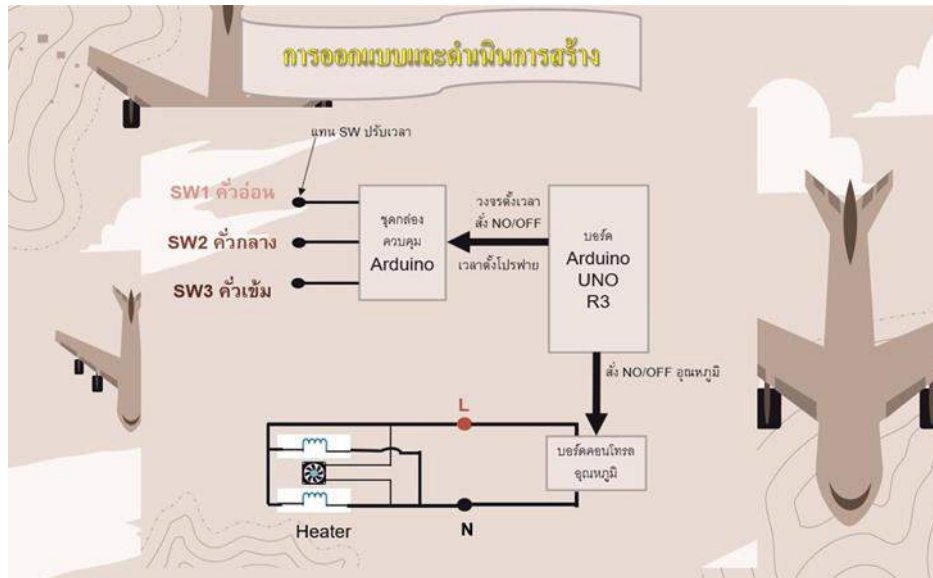 การออกแบบและดำเนินการสร้าง
แทน SW ปรับเวลา
SW1 คั่วอ่อน
SW2 คั่วกลาง
SW3 คั่วเข้ม
ชุดกล่อง
ควบคุม
Arduino
วงจรตั้งเวลา
สั่ง NO/OFF
เวลาตั้งโปรฟาย
บอร์ด
Arduino
UNO
R3
สั่ง NO/OFF อุณหภูมิ
L
บอร์ดคอนโทรล
อุณหภูมิ
Heater
N